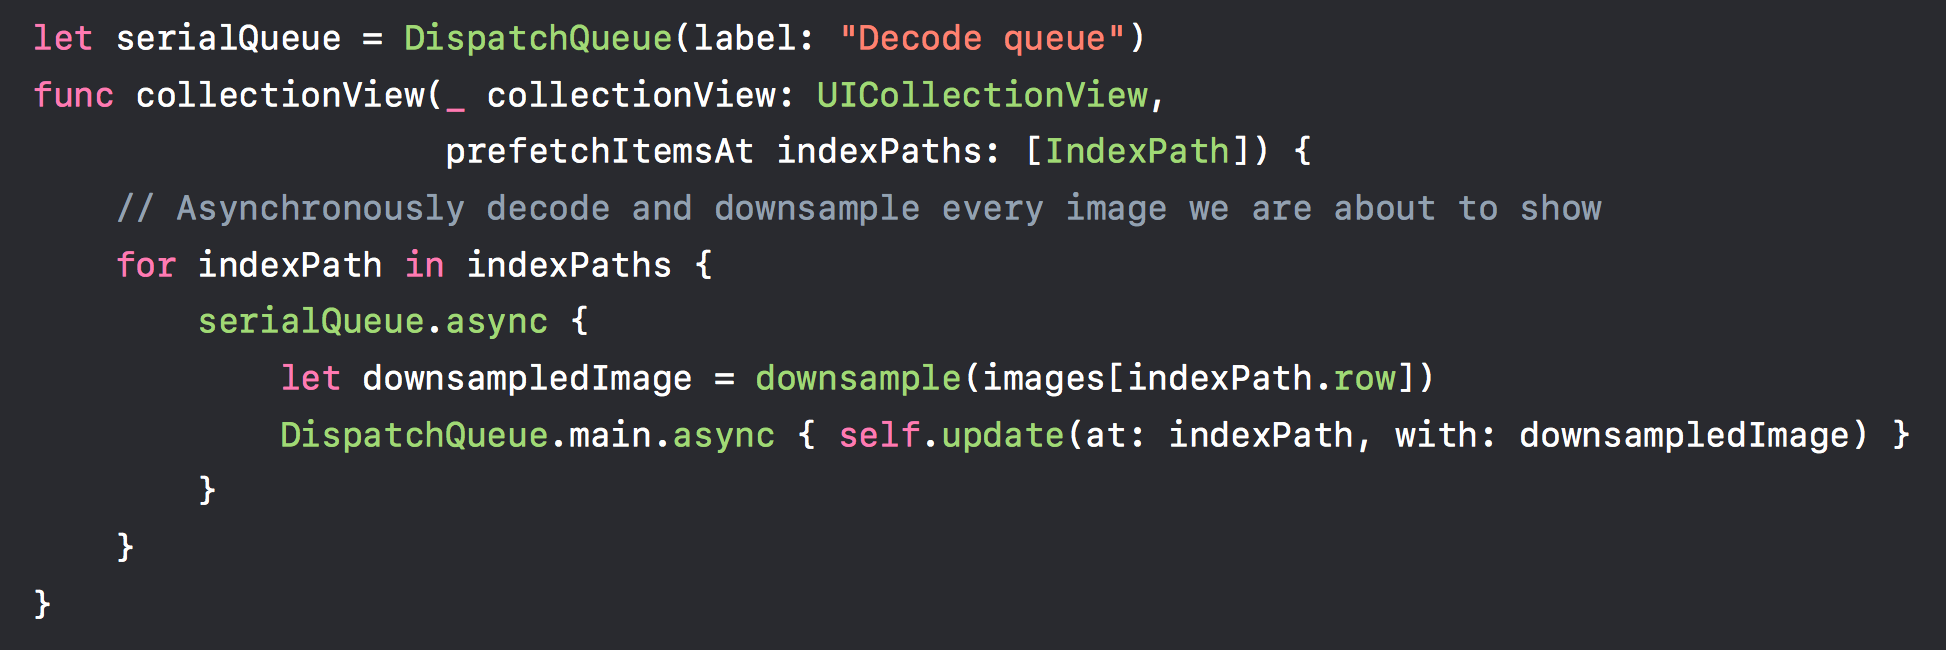 let serialQueue = DispatchQueue(label: "Decode queue")
func collectionView(_ collectionView: UICollectionView,
                    prefetchItemsAt indexPaths: [IndexPath]) {
    // Asynchronously decode and downsample every image we are about to show
    for indexPath in indexPaths {
        serialQueue.async {
            let downsampledImage = downsample(images[indexPath.row])
            DispatchQueue.main.async { self.update(at: indexPath, with: downsampledImage) }
        }
    }
}